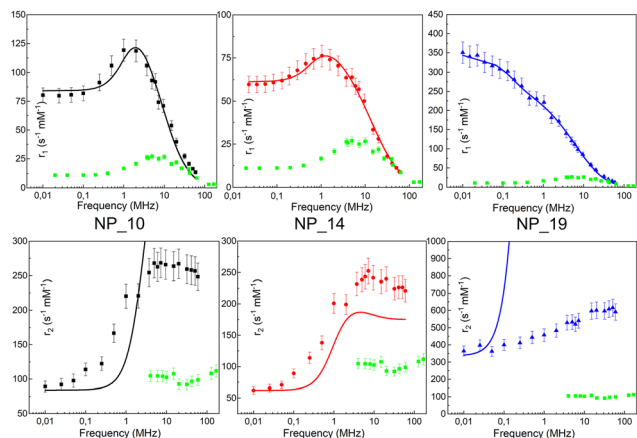 r₁ (s⁻¹ mM⁻¹)
150
125
100
75
50
25
0
0,01 0,1 1 10 100
Frequency (MHz)
NP_10
r₁ (s⁻¹ mM⁻¹)
100
75
50
25
0
0,01 0,1 1 10 100
Frequency (MHz)
NP_14
r₁ (s⁻¹ mM⁻¹)
450
400
350
300
250
200
150
100
50
0
0,01 0,1 1 10 100
Frequency (MHz)
NP_19
r₂ (s⁻¹ mM⁻¹)
300
250
200
150
100
50
0,01 0,1 1 10 100
Frequency (MHz)
r₂ (s⁻¹ mM⁻¹)
300
250
200
150
100
50
0,01 0,1 1 10 100
Frequency (MHz)
r₂ (s⁻¹ mM⁻¹)
1000
900
800
700
600
500
400
300
200
100
0
0,01 0,1 1 10 100
Frequency (MHz)